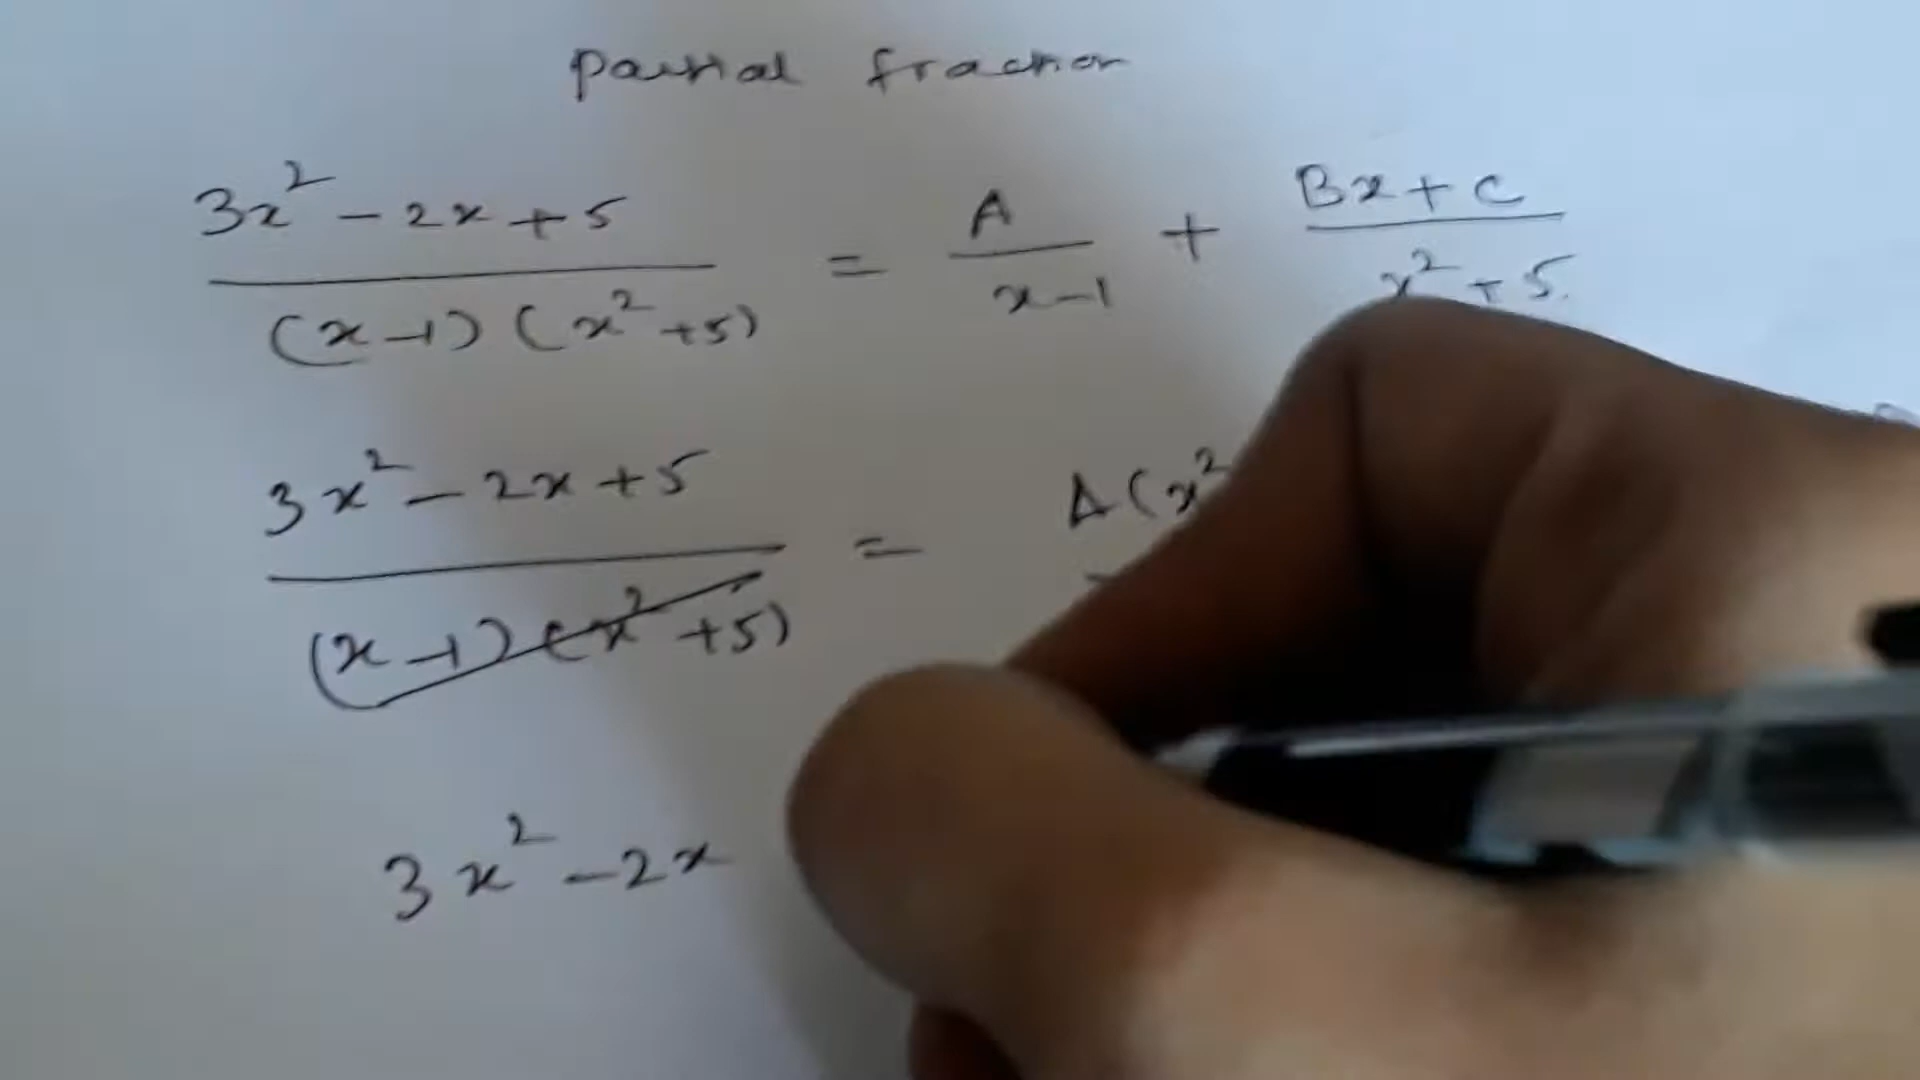 Partial fraction
3x² - 2x + 5 / (x-1) (x² + 5) = A / x-1 + Bx + C / x² + 5
3x² - 2x + 5 / (x-1) (x² + 5) = A(x²
3x² - 2x